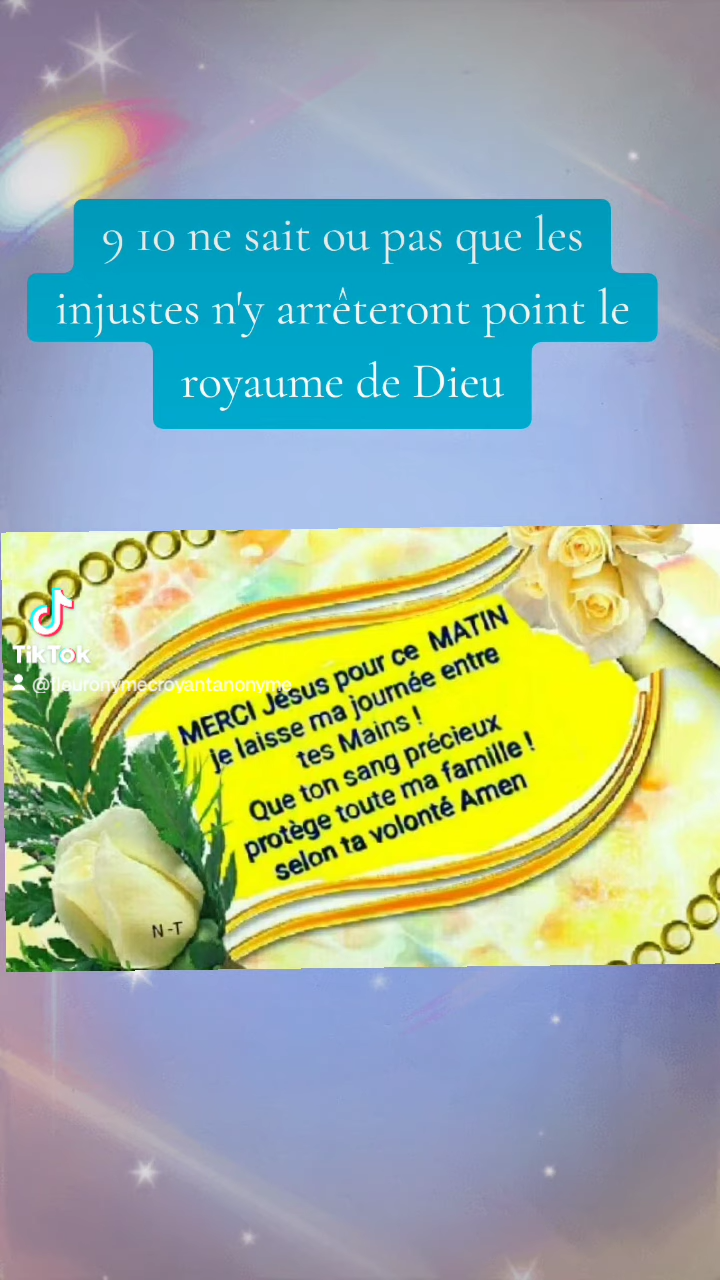 9 10 ne sait ou pas que les
injustes n'y arrêteront point le
royaume de Dieu
MERCI Jésus pour ce MATIN
je laisse ma journée entre
tes Mains !
Que ton sang précieux
protège toute ma famille !
selon ta volonté Amen
TikTok
@fleuronymecroyantanonyme
N-T